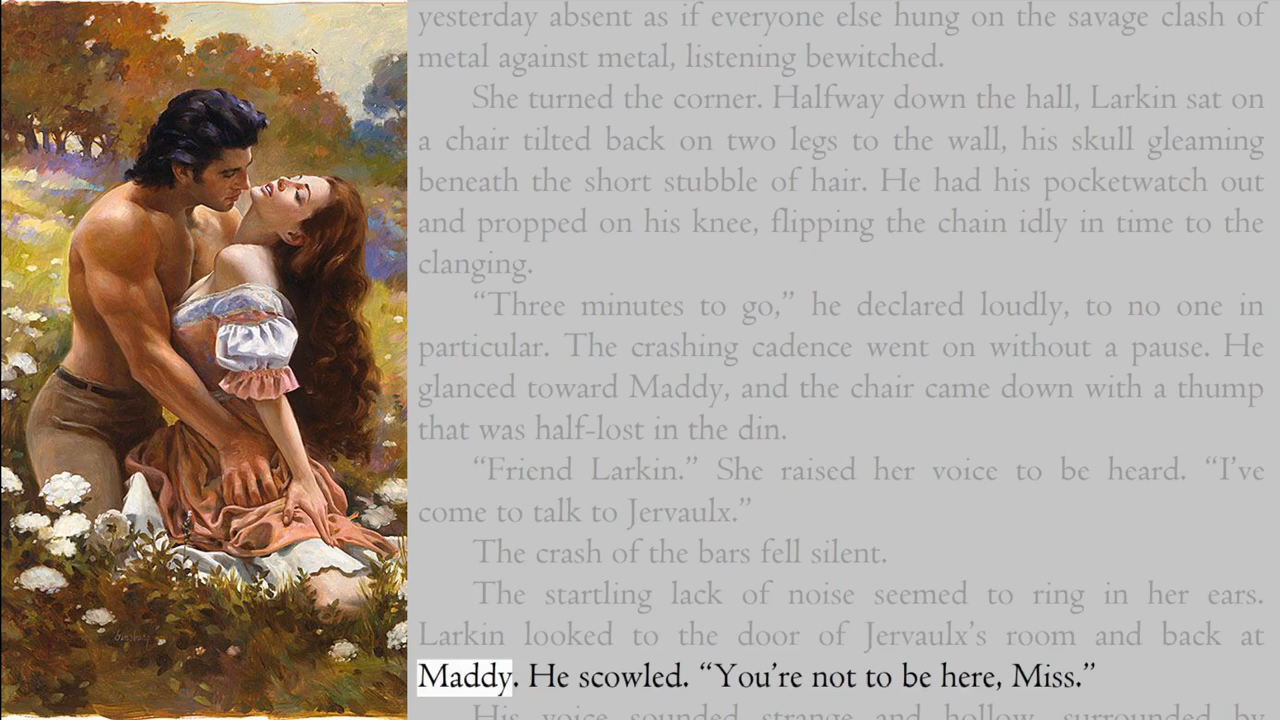 yesterday absent as if everyone else hung on the savage clash of
metal against metal, listening bewitched.
She turned the corner. Halfway down the hall, Larkin sat on
a chair tilted back on two legs to the wall, his skull gleaming
beneath the short stubble of hair. He had his pocketwatch out
and propped on his knee, flipping the chain idly in time to the
clanging.
“Three minutes to go,” he declared loudly, to no one in
particular. The crashing cadence went on without a pause. He
glanced toward Maddy, and the chair came down with a thump
that was half-lost in the din.
“Friend Larkin.” She raised her voice to be heard. “I’ve
come to talk to Jervaulx.”
The crash of the bars fell silent.
The startling lack of noise seemed to ring in her ears.
Larkin looked to the door of Jervaulx’s room and back at
Maddy. He scowled. “You’re not to be here, Miss.”
His voice sounded strange and hollow, surrounded by